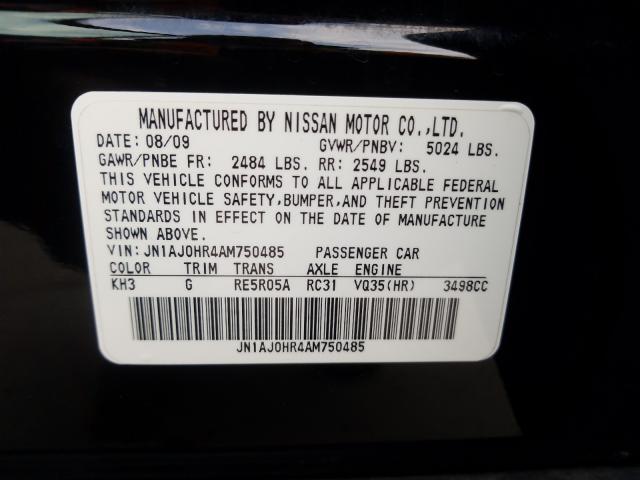 MANUFACTURED BY NISSAN MOTOR CO.,LTD.
DATE: 08/09 GVWR/PNBV: 5024 LBS.
GAWR/PNBE FR: 2484 LBS. RR: 2549 LBS.
THIS VEHICLE CONFORMS TO ALL APPLICABLE FEDERAL
MOTOR VEHICLE SAFETY,BUMPER,AND THEFT PREVENTION
STANDARDS IN EFFECT ON THE DATE OF MANUFACTURE
SHOWN ABOVE.
VIN:JN1AJ0HR4AM750485 PASSENGER CAR
COLOR TRIM TRANS AXLE ENGINE
KH3 G RE5R05A RC31 VQ35(HR) 3498CC
JN1AJ0HR4AM750485